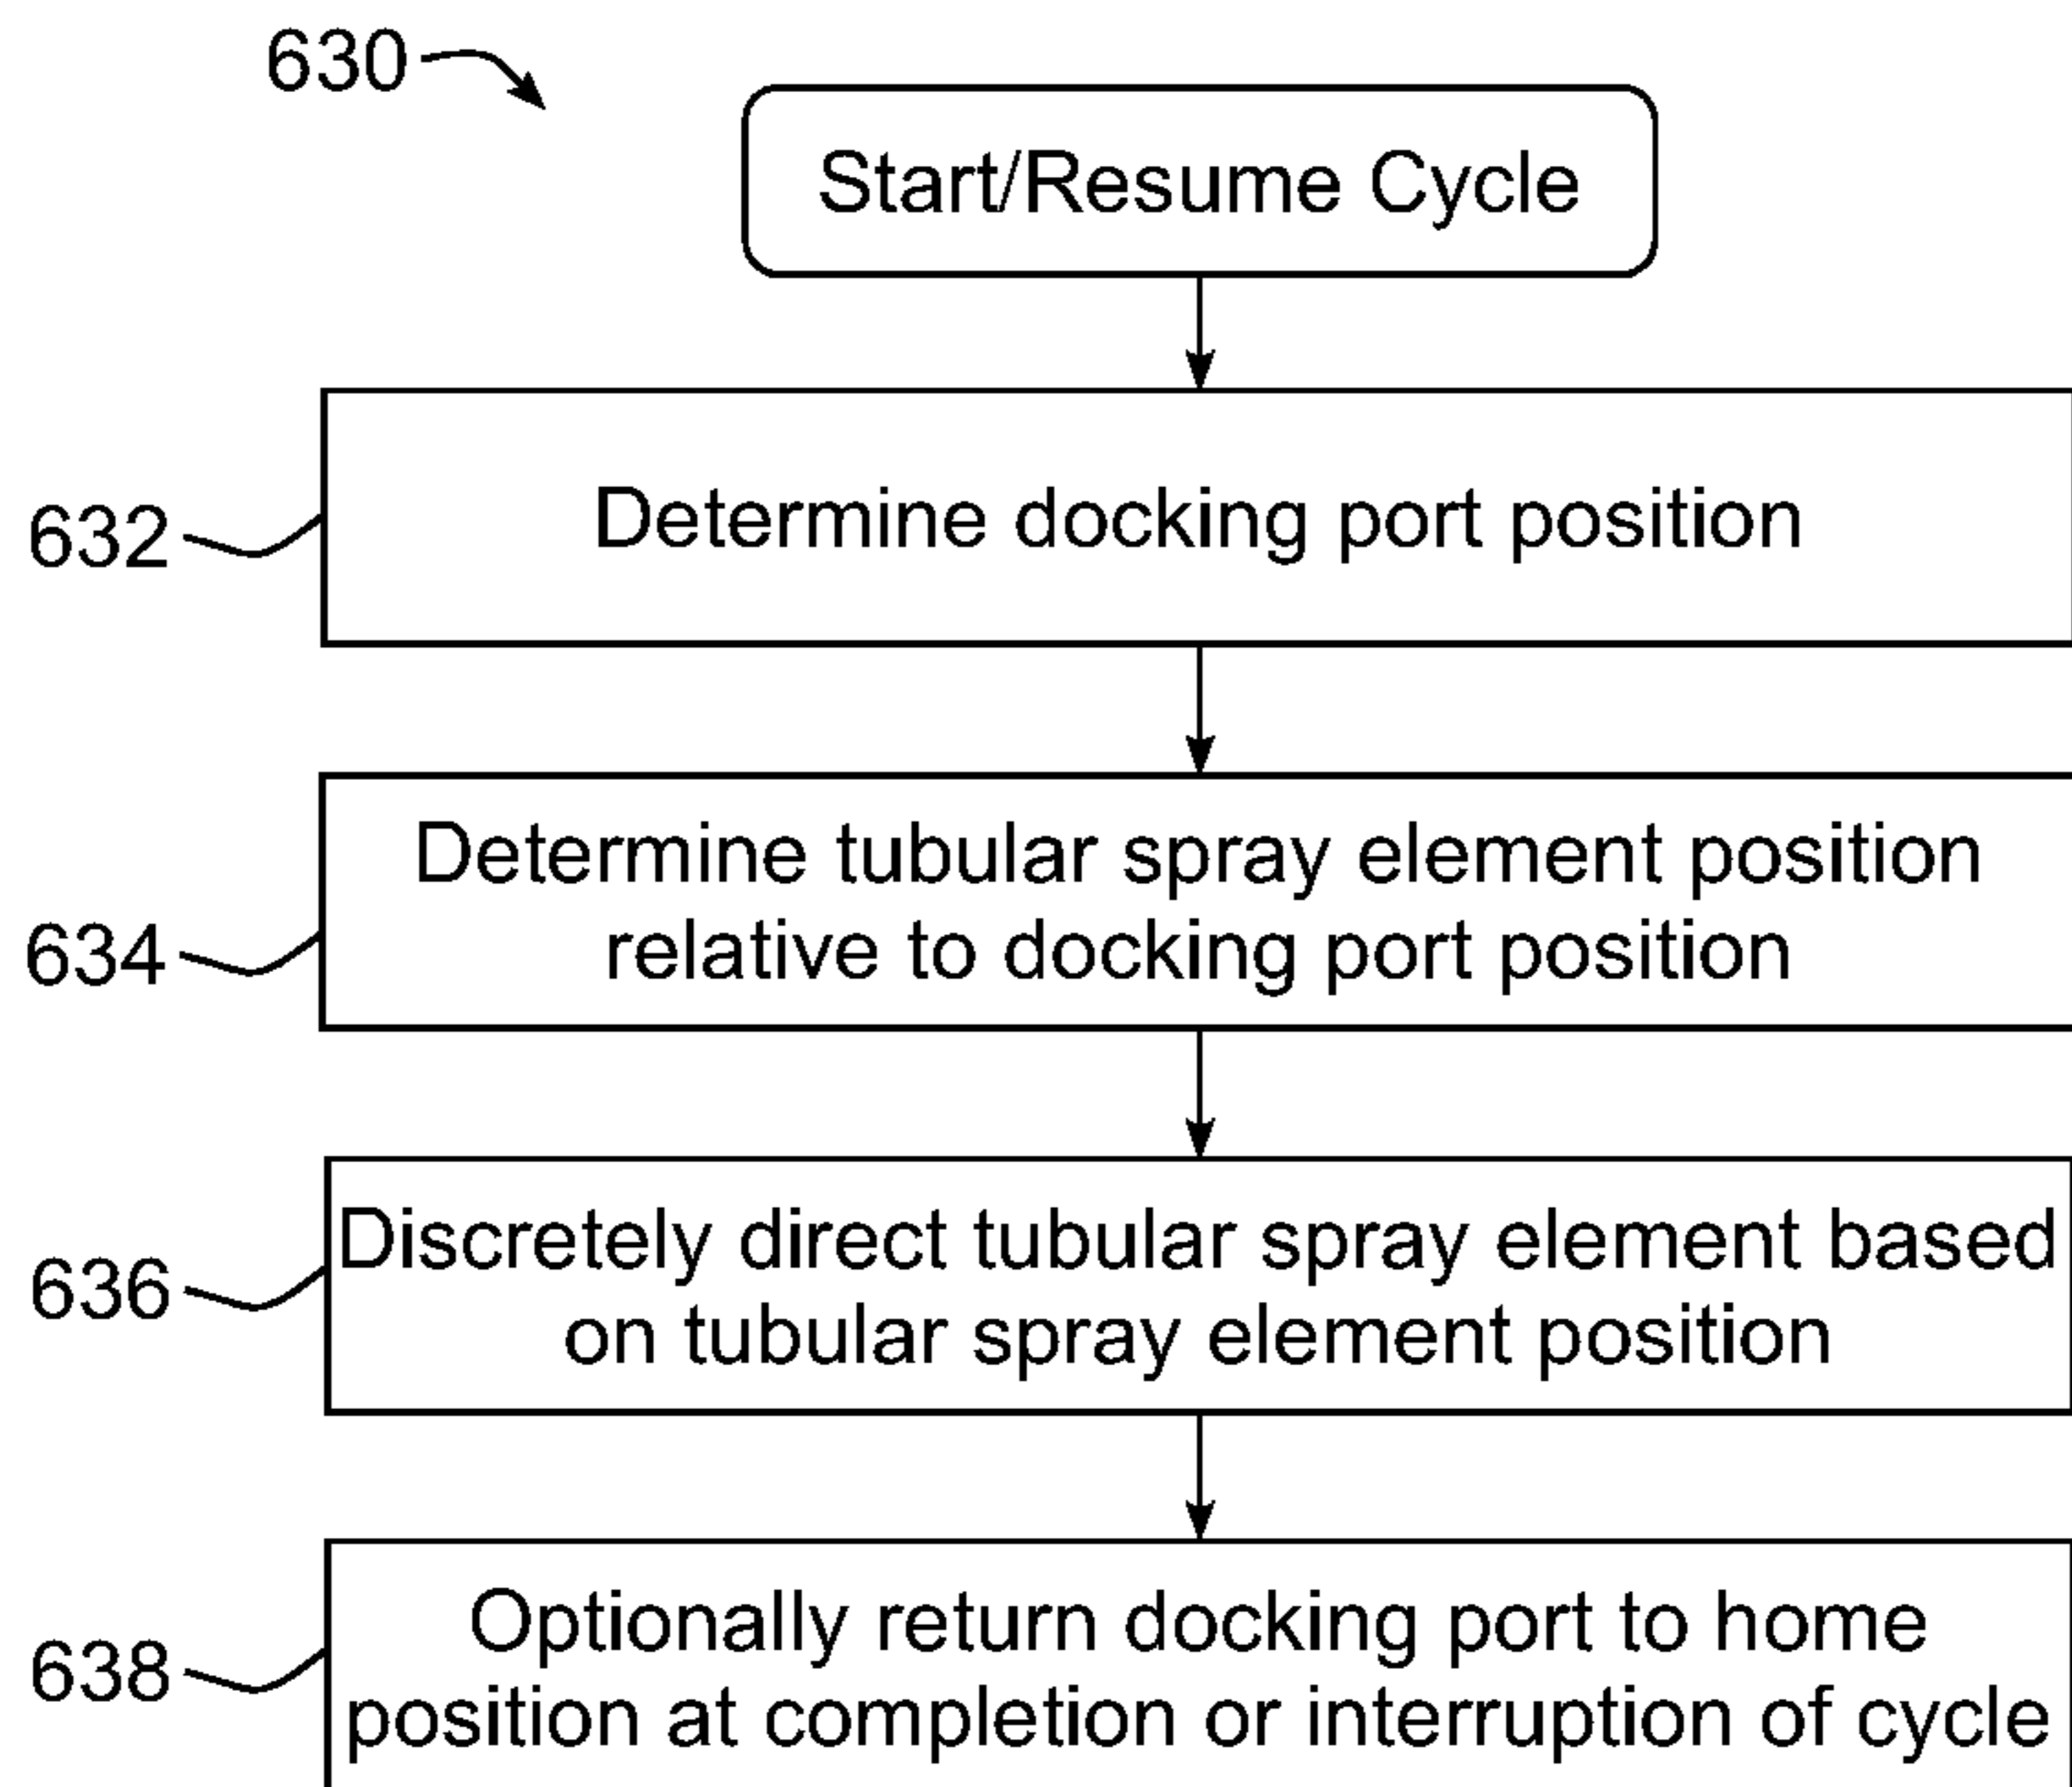 630
Start/Resume Cycle
632
Determine docking port position
634
Determine tubular spray element position
relative to docking port position
636
Discretely direct tubular spray element based
on tubular spray element position
638
Optionally return docking port to home
position at completion or interruption of cycle